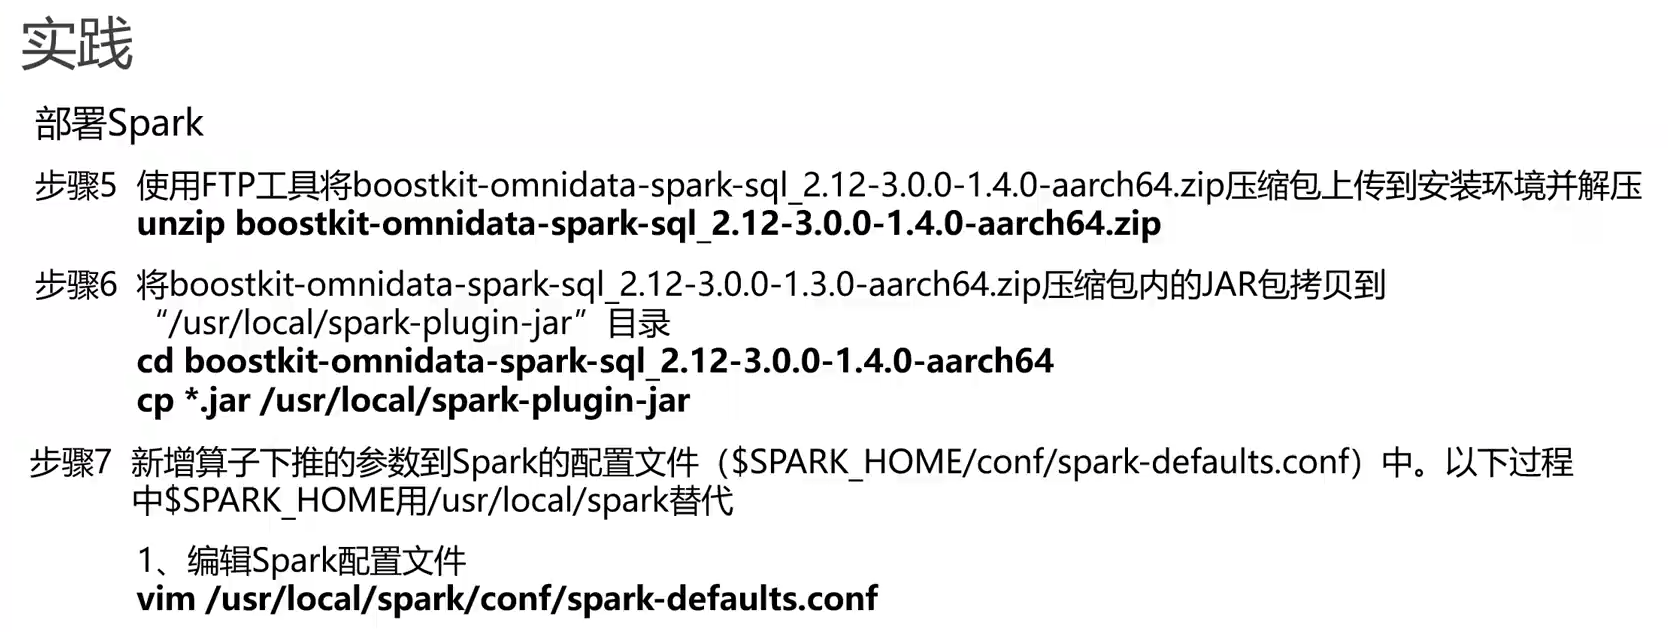 实践
部署Spark
步骤5 使用FTP工具将boostkit-omnidata-spark-sql_2.12-3.0.0-1.4.0-aarch64.zip压缩包上传到安装环境并解压
unzip boostkit-omnidata-spark-sql_2.12-3.0.0-1.4.0-aarch64.zip
步骤6 将boostkit-omnidata-spark-sql_2.12-3.0.0-1.3.0-aarch64.zip压缩包内的JAR包拷贝到
“/usr/local/spark-plugin-jar”目录
cd boostkit-omnidata-spark-sql_2.12-3.0.0-1.4.0-aarch64
cp *.jar /usr/local/spark-plugin-jar
步骤7 新增算子下推的参数到Spark的配置文件（$SPARK_HOME/conf/spark-defaults.conf）中。以下过程
中$SPARK_HOME用/usr/local/spark替代
1、编辑Spark配置文件
vim /usr/local/spark/conf/spark-defaults.conf